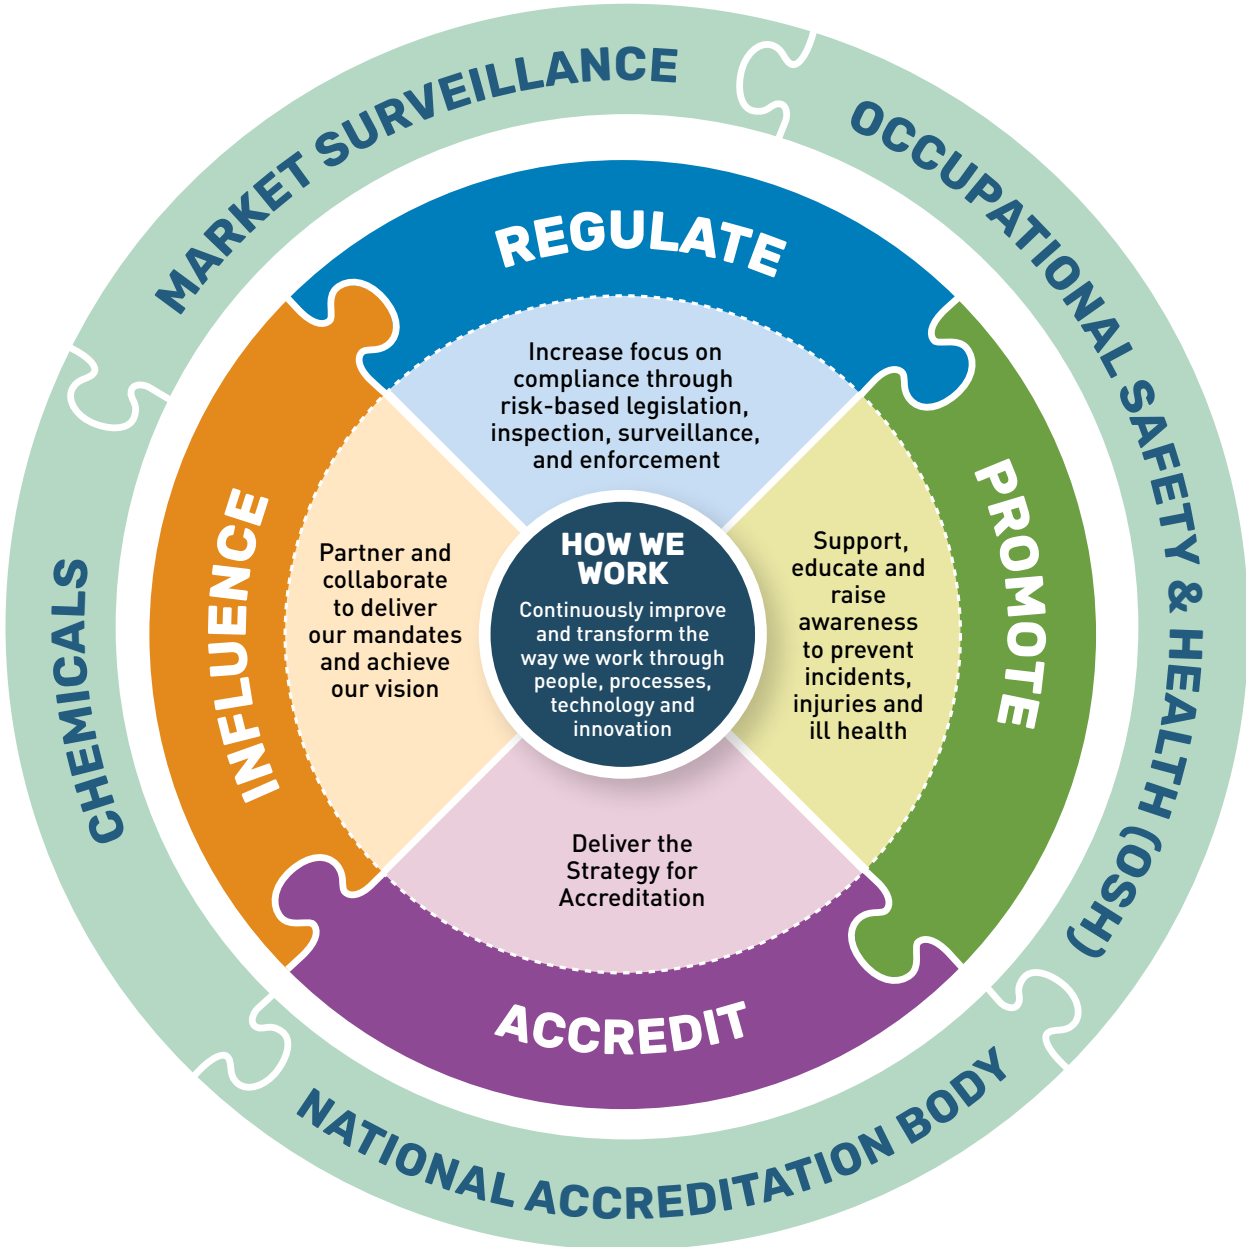 MARKET SURVEILLANCE
OCCUPATIONAL SAFETY & HEALTH (OSH)
NATIONAL ACCREDITATION BODY
CHEMICALS
REGULATE
Increase focus on
compliance through
risk-based legislation,
inspection, surveillance,
and enforcement
PROMOTE
Support,
educate and
raise
awareness
to prevent
incidents,
injuries and
ill health
ACCREDIT
Deliver the
Strategy for
Accreditation
INFLUENCE
Partner and
collaborate
to deliver
our mandates
and achieve
our vision
HOW WE
WORK
Continuously improve
and transform the
way we work through
people, processes,
technology and
innovation